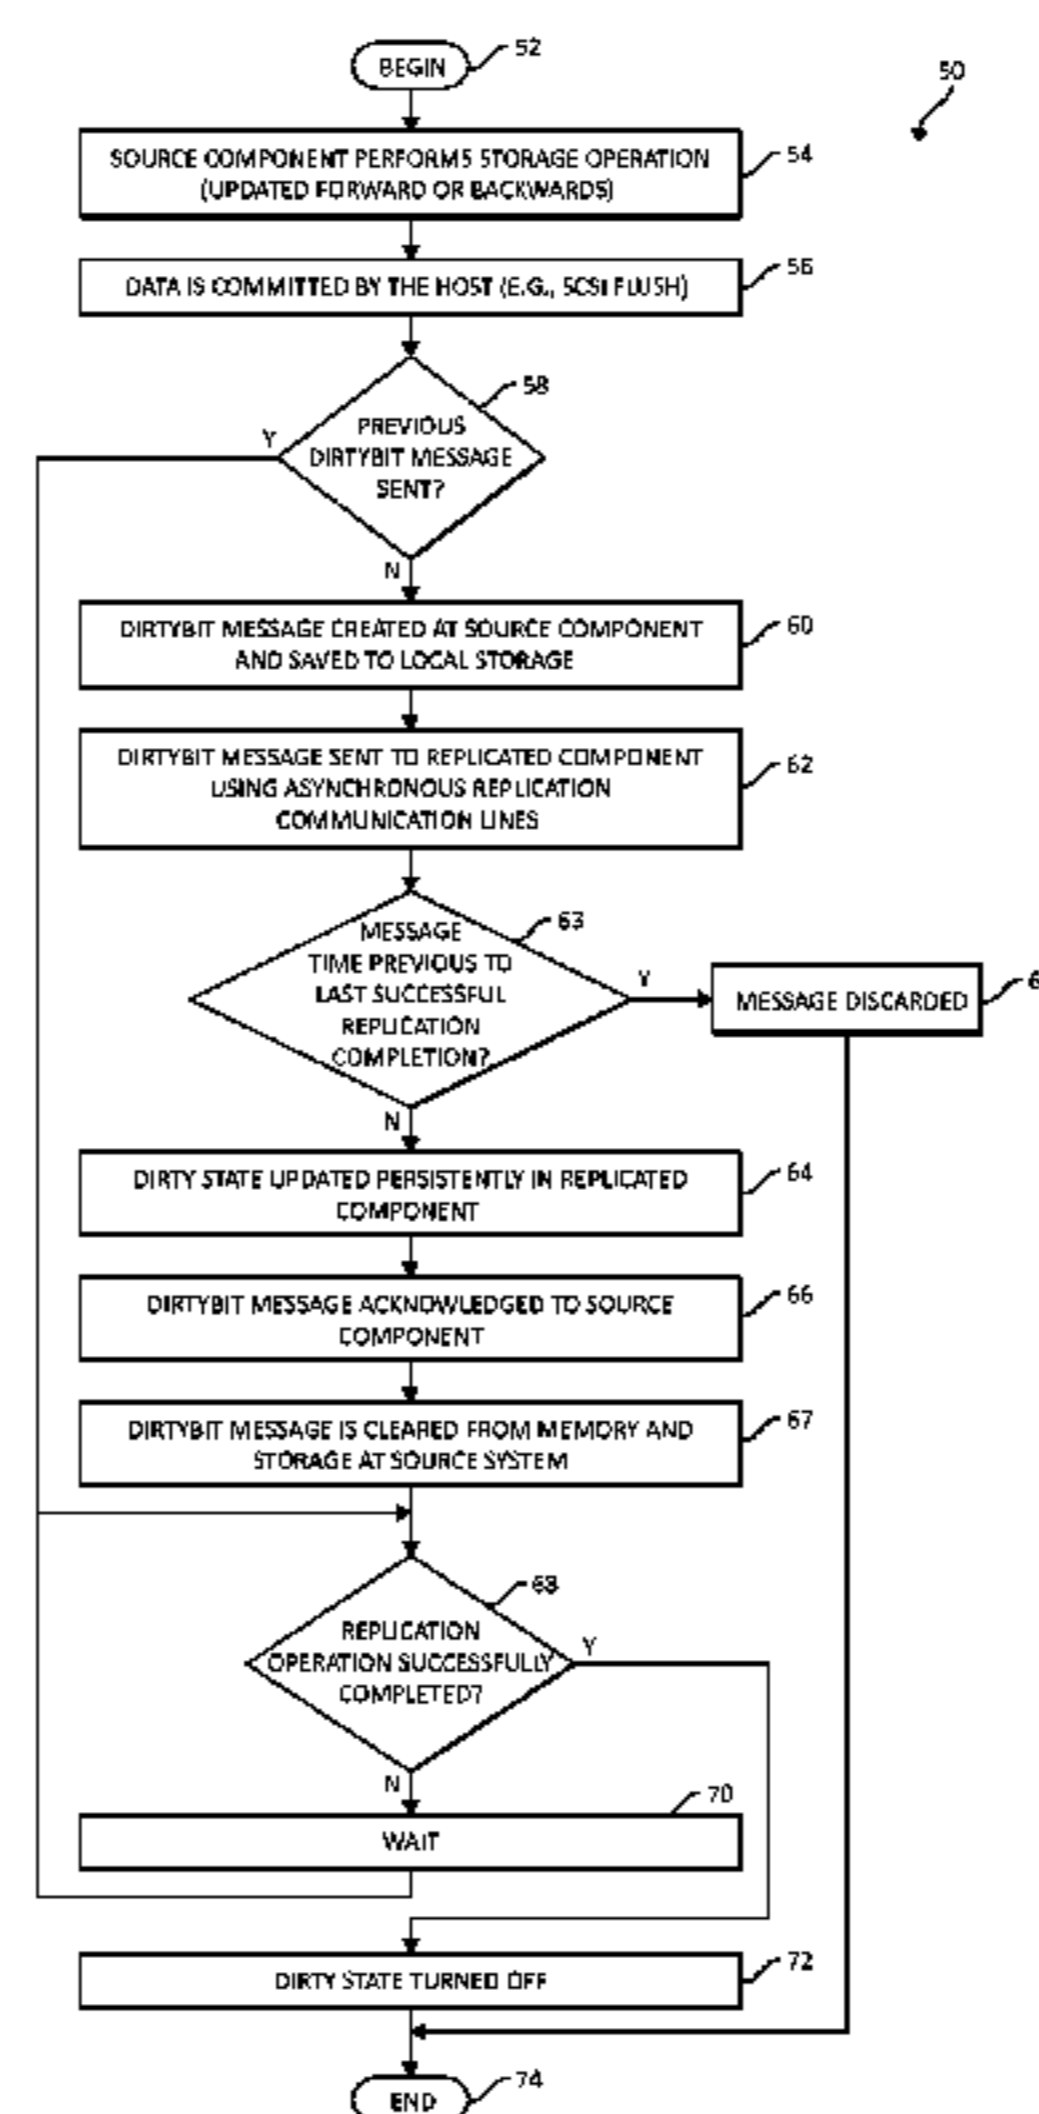 BEGIN
52
50
SOURCE COMPONENT PERFORMS STORAGE OPERATION
(UPDATED FORWARD OR BACKWARDS)
54
DATA IS COMMITTED BY THE HOST (E.G., SCSI FLUSH)
56
58
PREVIOUS
DIRTYBIT MESSAGE
SENT?
Y
N
DIRTYBIT MESSAGE CREATED AT SOURCE COMPONENT
AND SAVED TO LOCAL STORAGE
60
DIRTYBIT MESSAGE SENT TO REPLICATED COMPONENT
USING ASYNCHRONOUS REPLICATION
COMMUNICATION LINES
62
63
MESSAGE
TIME PREVIOUS TO
LAST SUCCESSFUL
REPLICATION
COMPLETION?
Y
MESSAGE DISCARDED
N
DIRTY STATE UPDATED PERSISTENTLY IN REPLICATED
COMPONENT
64
DIRTYBIT MESSAGE ACKNOWLEDGED TO SOURCE
COMPONENT
66
DIRTYBIT MESSAGE IS CLEARED FROM MEMORY AND
STORAGE AT SOURCE SYSTEM
67
68
REPLICATION
OPERATION SUCCESSFULLY
COMPLETED?
Y
N
70
WAIT
DIRTY STATE TURNED OFF
72
END
74